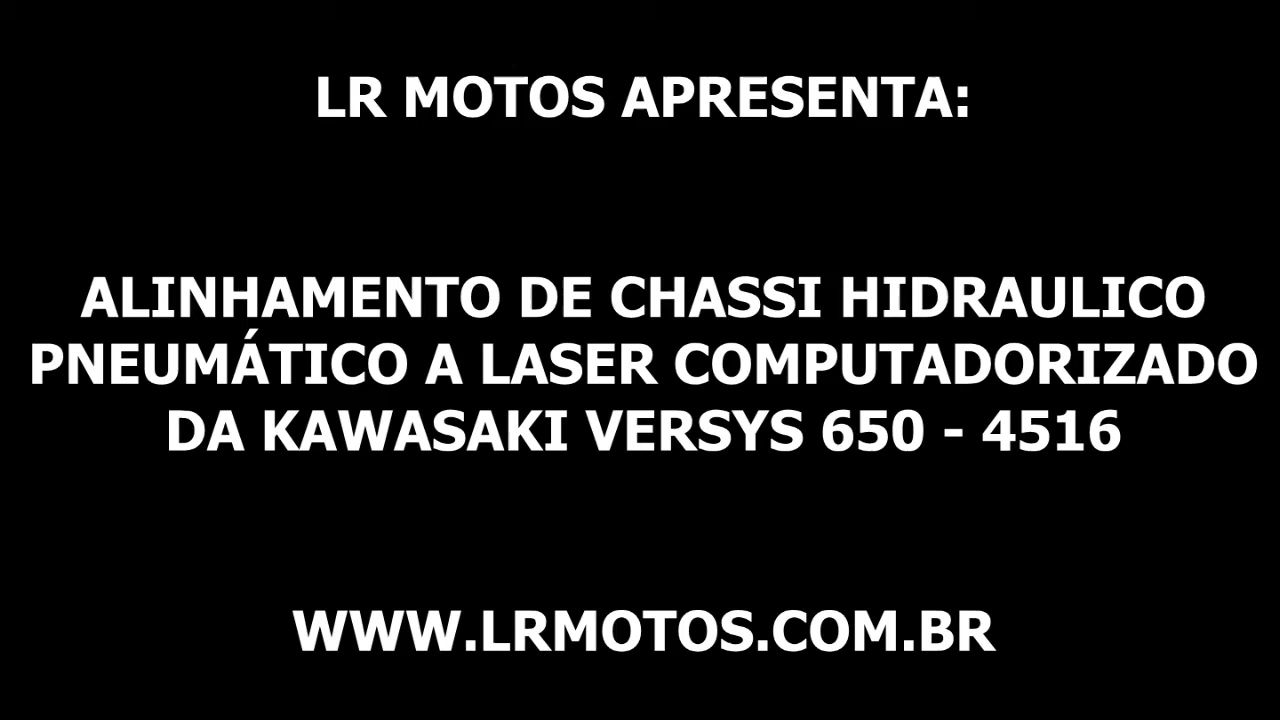 LR MOTOS APRESENTA:
ALINHAMENTO DE CHASSI HIDRAULICO
PNEUMÁTICO A LASER COMPUTADORIZADO
DA KAWASAKI VERSYS 650 - 4516
WWW.LRMOTOS.COM.BR